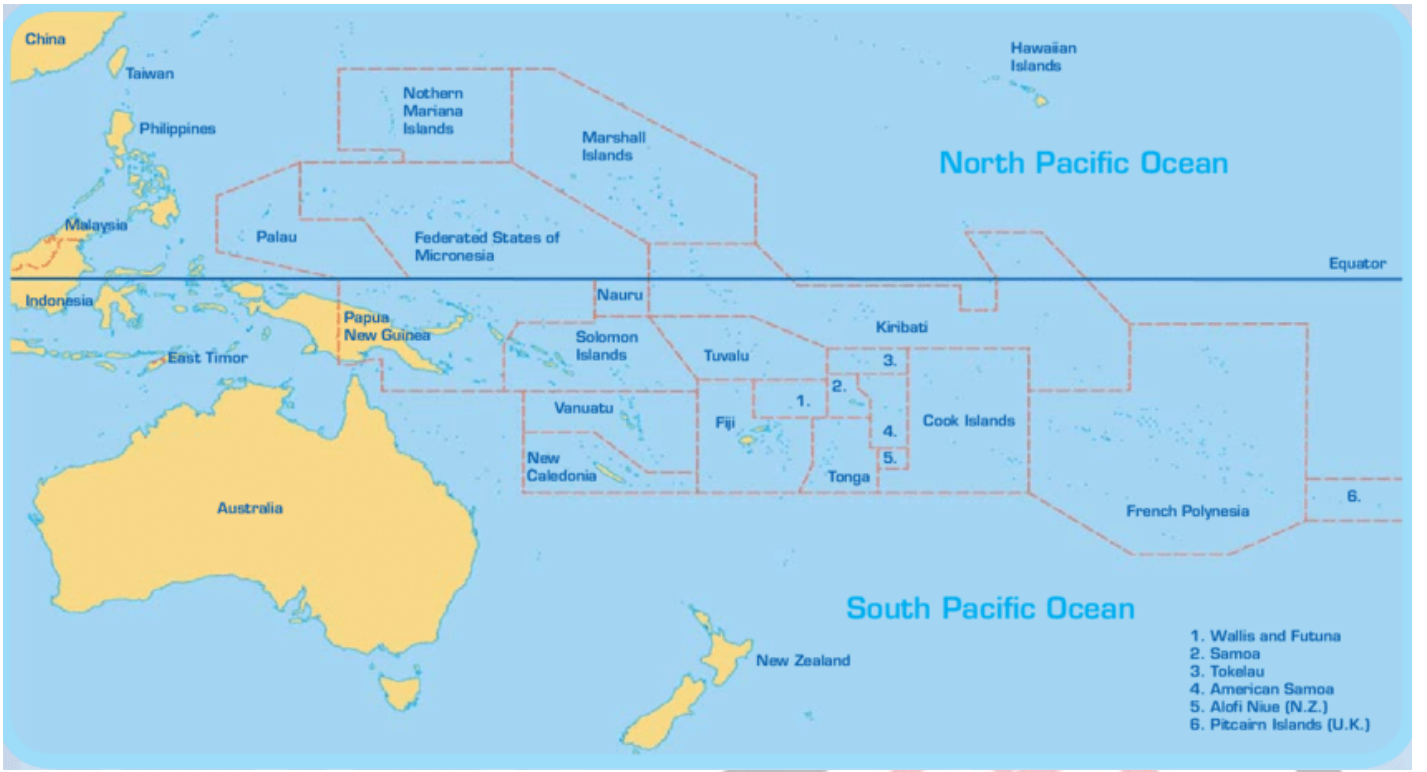 China
Taiwan
Philippines
Malaysia
Indonesia
East Timor
Palau
Nothern
Mariana
Islands
Marshall
Islands
Federated States of
Micronesia
Hawaiian
Islands
North Pacific Ocean
Equator
Nauru
Papua
New Guinea
Solomon
Islands
Tuvalu
Kiribati
3.
2.
1.
4.
5.
Vanuatu
Fiji
Cook Islands
New
Caledonia
Tonga
French Polynesia
6.
Australia
South Pacific Ocean
New Zealand
1. Wallis and Futuna
2. Samoa
3. Tokelau
4. American Samoa
5. Alofi Niue (N.Z.)
6. Pitcairn Islands (U.K.)